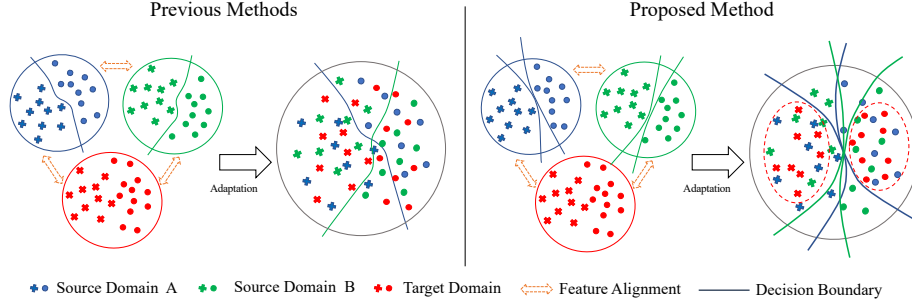 Previous Methods
Proposed Method
Adaptation
Adaptation
Source Domain A
Source Domain B
Target Domain
Feature Alignment
Decision Boundary